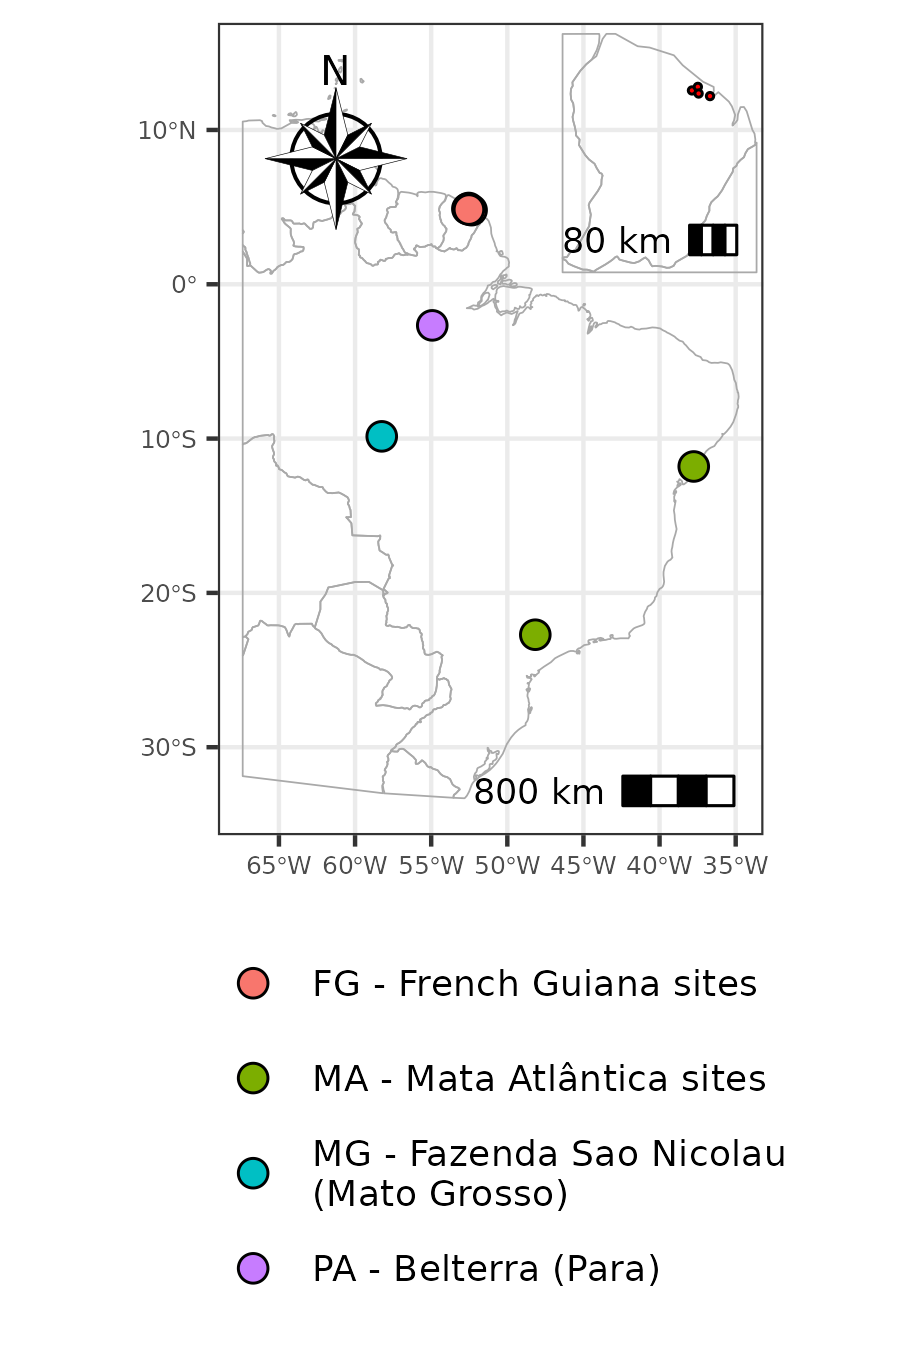 N
10°N
0°
10°S
20°S
30°S
80 km
800 km
65°W 60°W 55°W 50°W 45°W 40°W 35°W
FG - French Guiana sites
MA - Mata Atlântica sites
MG - Fazenda Sao Nicolau
(Mato Grosso)
PA - Belterra (Para)